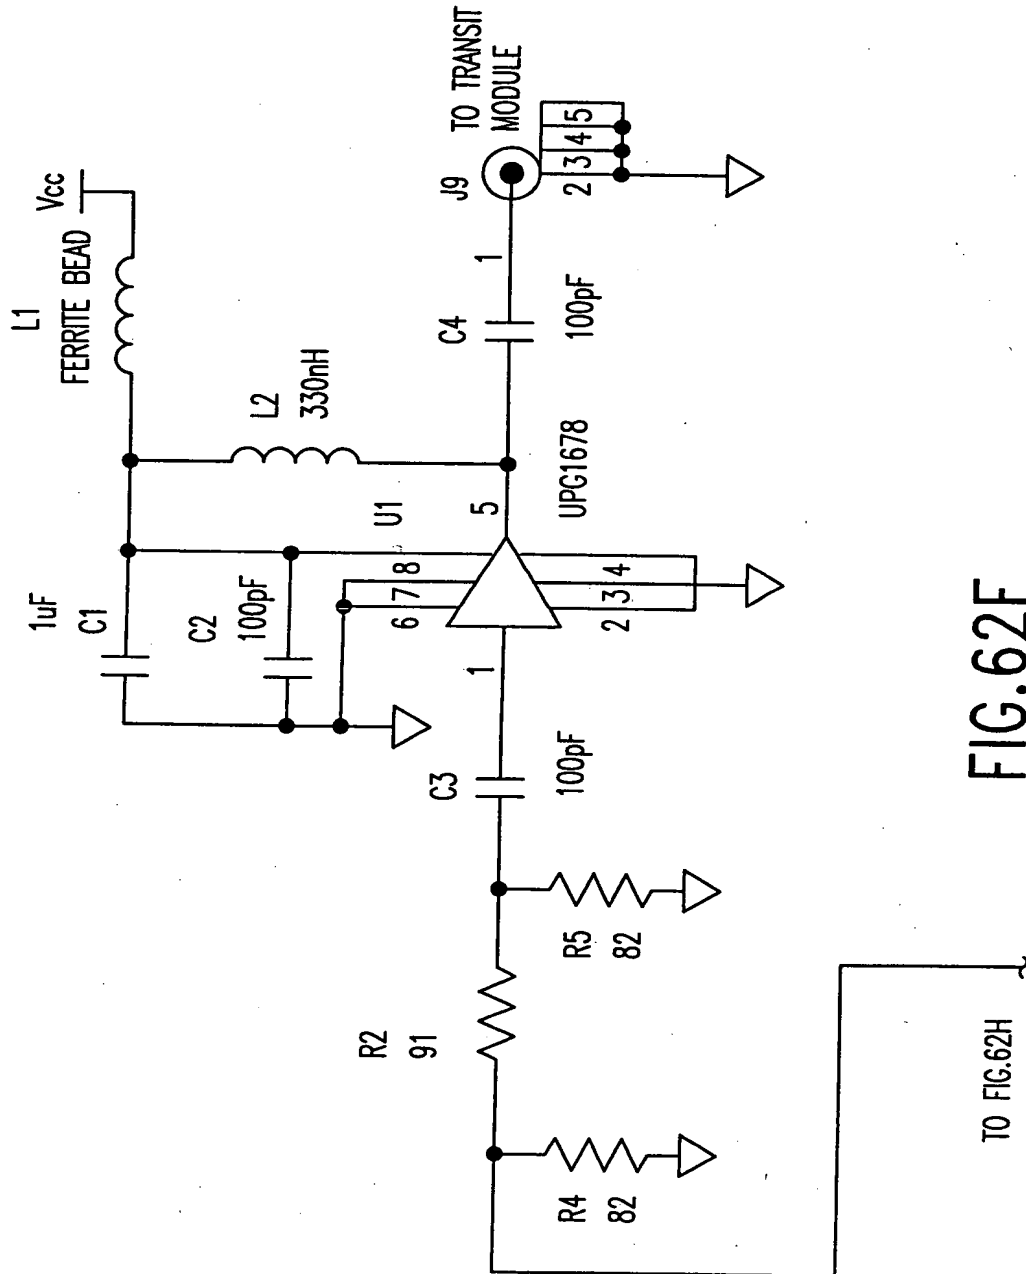 L1
FERRITE BEAD
Vcc
1uF
C1
C2
100pF
L2
330nH
U1
8
7
6
5
UPG1678
1
2
3
4
C4
100pF
1
J9
TO TRANSIT
MODULE
2
3
4
5
C3
100pF
R2
91
R5
82
R4
82
TO FIG.62H
FIG.62F